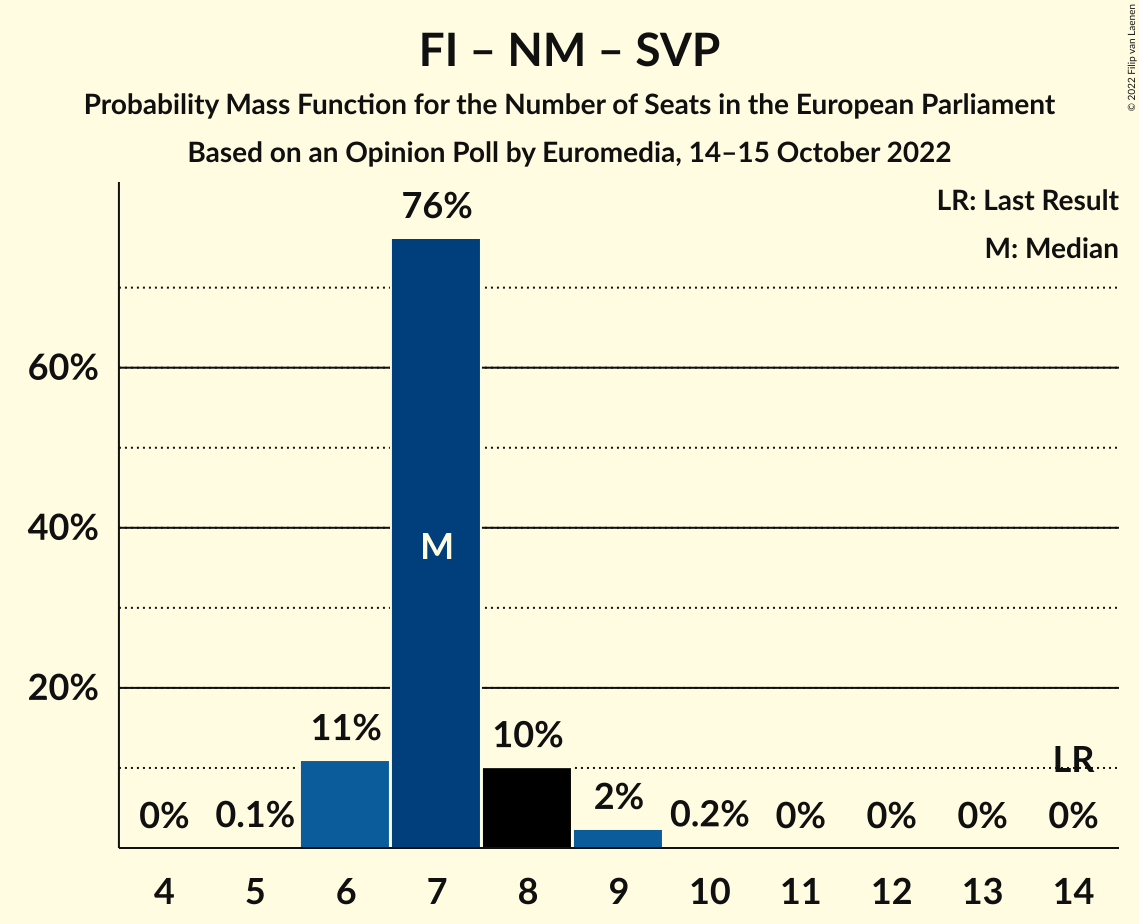 FI – NM – SVP
Probability Mass Function for the Number of Seats in the European Parliament
Based on an Opinion Poll by Euromedia, 14–15 October 2022
© 2022 Filip van Laenen
LR: Last Result
M: Median
60%
40%
20%
0%
0.1%
11%
76%
M
10%
2%
0.2%
0%
0%
0%
LR
0%
4 5 6 7 8 9 10 11 12 13 14